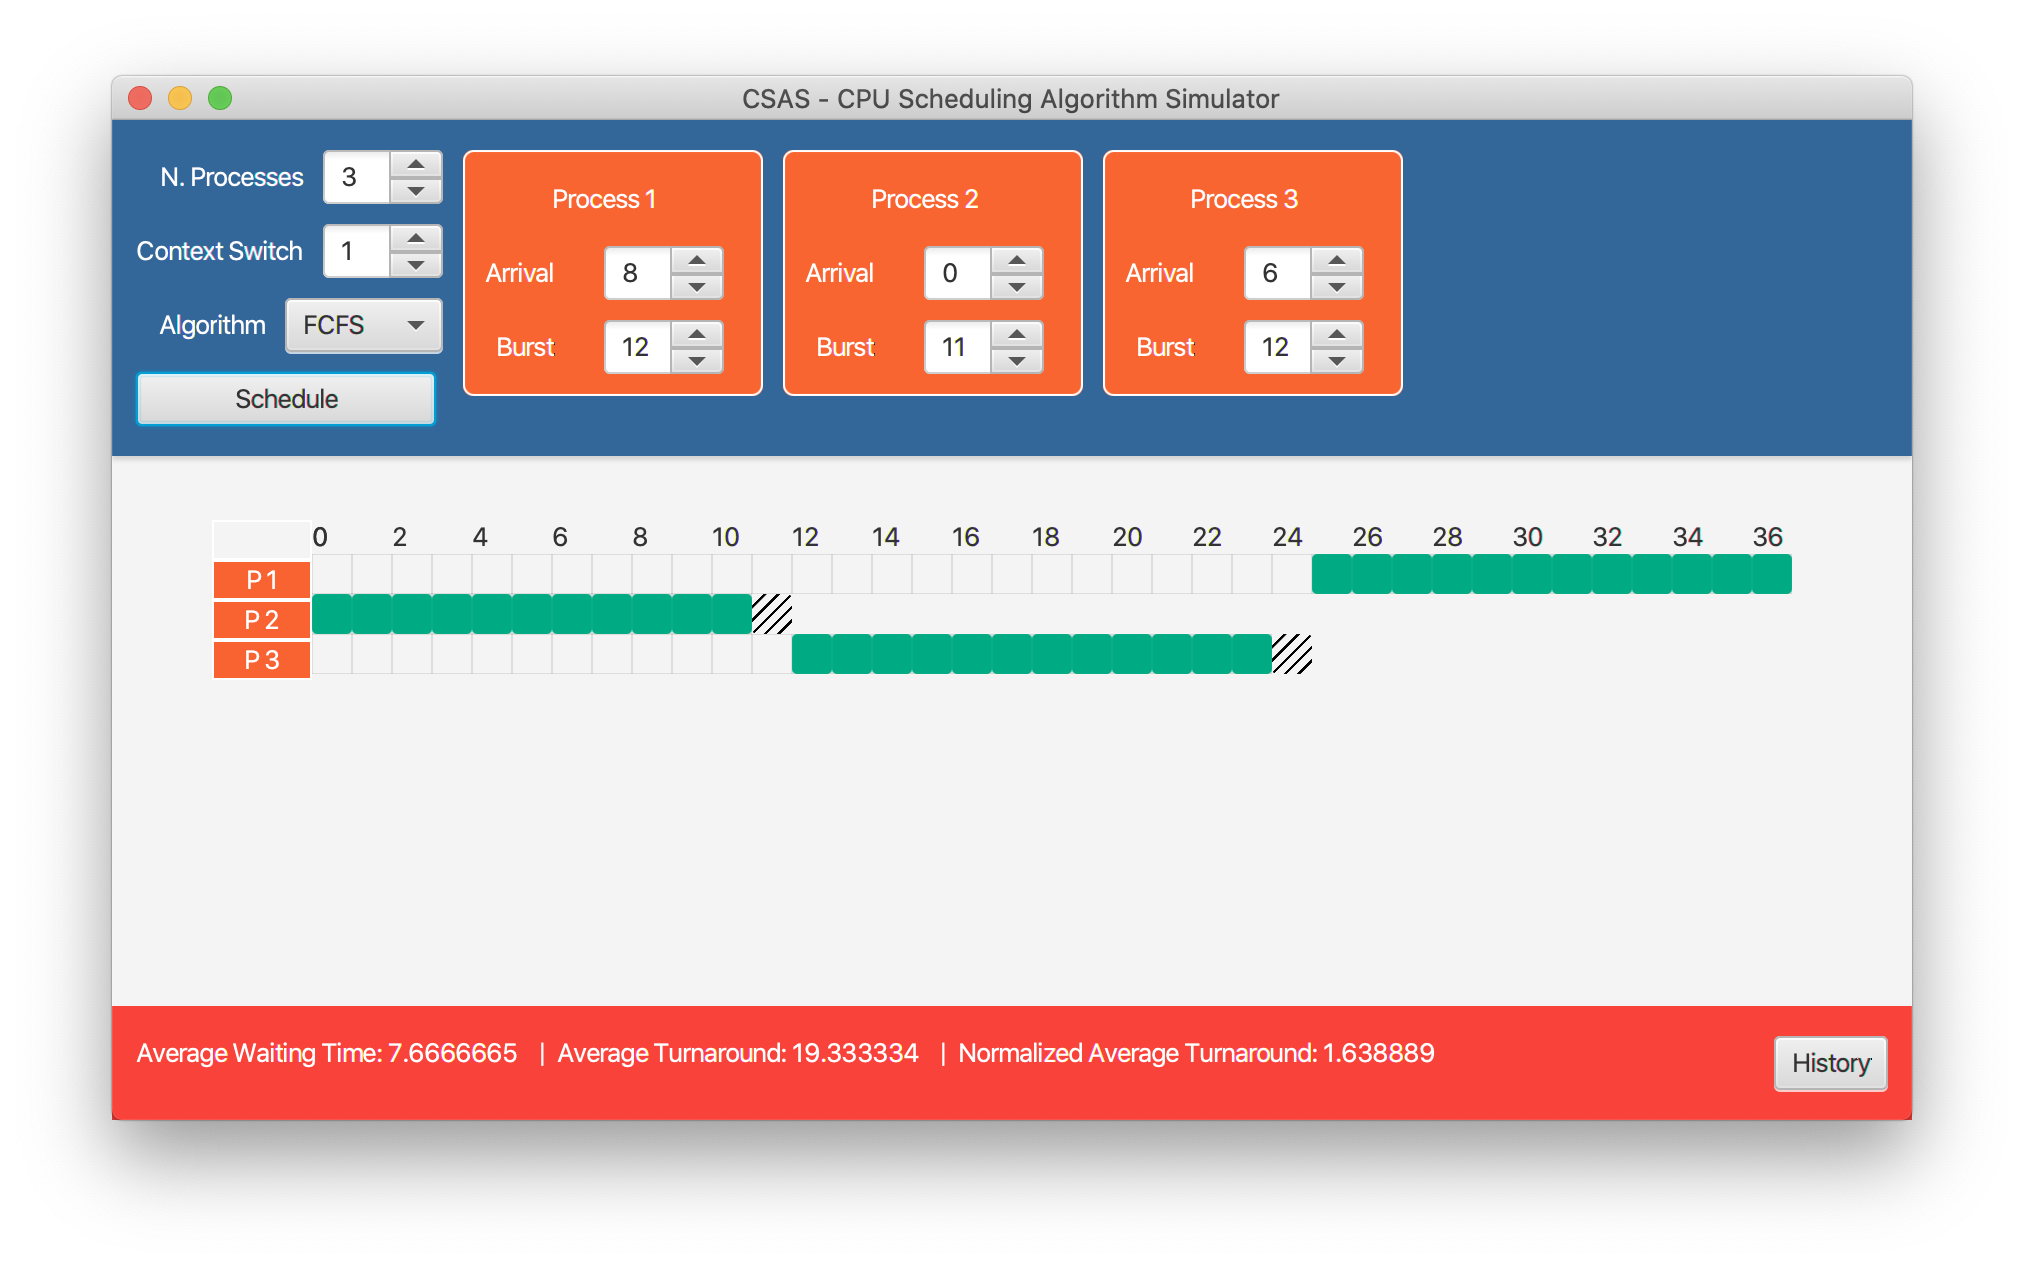 CSAS - CPU Scheduling Algorithm Simulator
N. Processes 3
Context Switch 1
Algorithm FCFS
Schedule
Process 1
Arrival 8
Burst 12
Process 2
Arrival 0
Burst 11
Process 3
Arrival 6
Burst 12
0 2 4 6 8 10 12 14 16 18 20 22 24 26 28 30 32 34 36
P 1
P 2
P 3
Average Waiting Time: 7.6666665 | Average Turnaround: 19.333334 | Normalized Average Turnaround: 1.638889
History